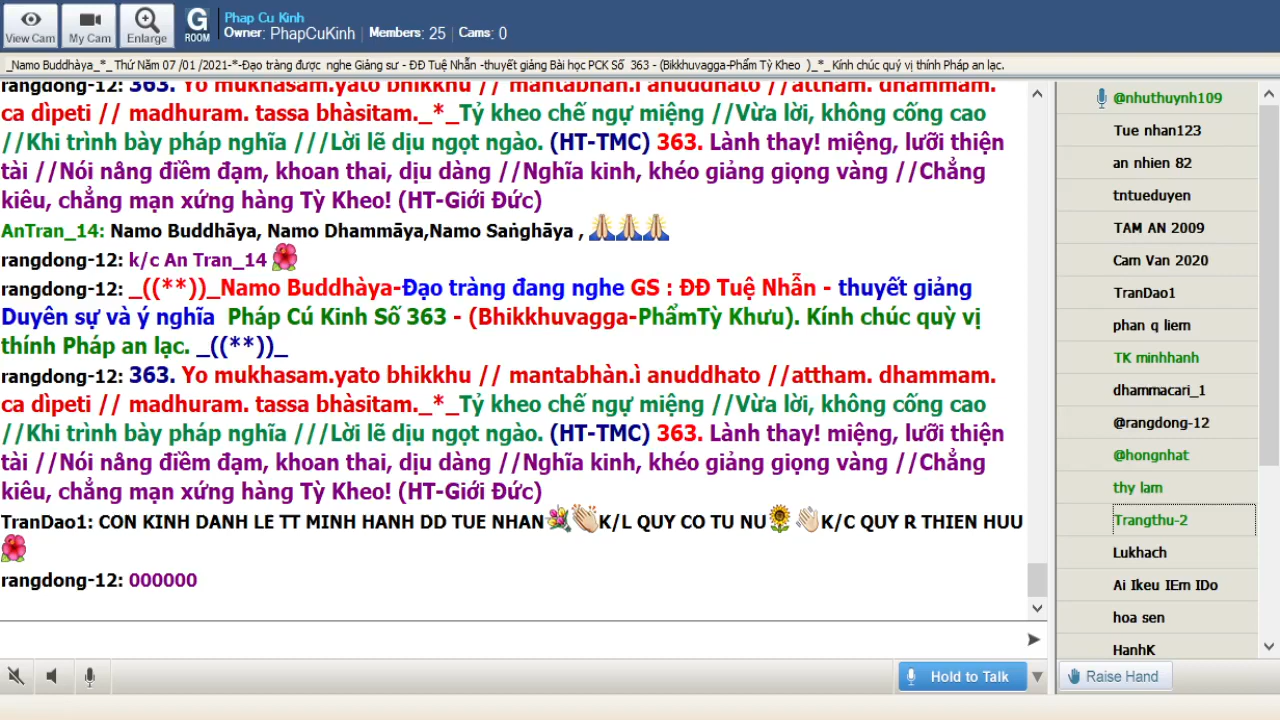 View Cam
My Cam
Enlarge
G
ROOM
Phap Cu Kinh
Owner: PhapCuKinh | Members: 25 | Cams: 0
_Namo Buddhàya_*_ Thứ Năm 07 /01 /2021-*-Đạo tràng được nghe Giảng sư - ĐĐ Tuệ Nhẫn -thuyết giảng Bài học PCK Số 363 - (Bikkhuvagga-Phẩm Tỳ Kheo )_*_ Kính chúc quý vị thính Pháp an lạc.
rangdong-12: 363. Yo mukhasam.yato bhikkhu // mantabhàn.ì anuddhato //attham. dhammam.
ca dìpeti // madhuram. tassa bhàsitam._*_Tỷ kheo chế ngự miệng //Vừa lời, không cống cao
//Khi trình bày pháp nghĩa ///Lời lẽ dịu ngọt ngào. (HT-TMC) 363. Lành thay! miệng, lưỡi thiện
tài //Nói nång điềm đạm, khoan thai, dịu dàng //Nghĩa kinh, khéo giảng giọng vàng //Chẳng
kiêu, chẳng mạn xứng hàng Tỳ Kheo! (HT-Giới Đức)
AnTran_14: Namo Buddhāya, Namo Dhammāya,Namo Saṅghāya , 🙏🙏🙏
rangdong-12: k/c An Tran_14 🌺
rangdong-12: _((**))_Namo Buddhàya-Đạo tràng đang nghe GS : ĐĐ Tuệ Nhẫn - thuyết giảng
Duyên sự và ý nghĩa Pháp Cú Kinh Số 363 - (Bhikkhuvagga-PhẩmTỳ Khưu). Kính chúc quỳ vị
thính Pháp an lạc. _((**))_
rangdong-12: 363. Yo mukhasam.yato bhikkhu // mantabhàn.ì anuddhato //attham. dhammam.
ca dìpeti // madhuram. tassa bhàsitam._*_Tỷ kheo chế ngự miệng //Vừa lời, không cống cao
//Khi trình bày pháp nghĩa ///Lời lẽ dịu ngọt ngào. (HT-TMC) 363. Lành thay! miệng, lưỡi thiện
tài //Nói nång điềm đạm, khoan thai, dịu dàng //Nghĩa kinh, khéo giảng giọng vàng //Chẳng
kiêu, chẳng mạn xứng hàng Tỳ Kheo! (HT-Giới Đức)
TranDao1: CON KINH DANH LE TT MINH HANH DD TUE NHAN💐👏K/L QUY CO TU NU🌻👏K/C QUY R THIEN HUU
🌺
rangdong-12: 000000
Hold to Talk
@nhuthuynh109
Tue nhan123
an nhien 82
tntueduyen
TAM AN 2009
Cam Van 2020
TranDao1
phan q liem
TK minhhanh
dhammacari_1
@rangdong-12
@hongnhat
thy lam
Trangthu-2
Lukhach
Ai Ikeu IEm IDo
hoa sen
HanhK
Raise Hand